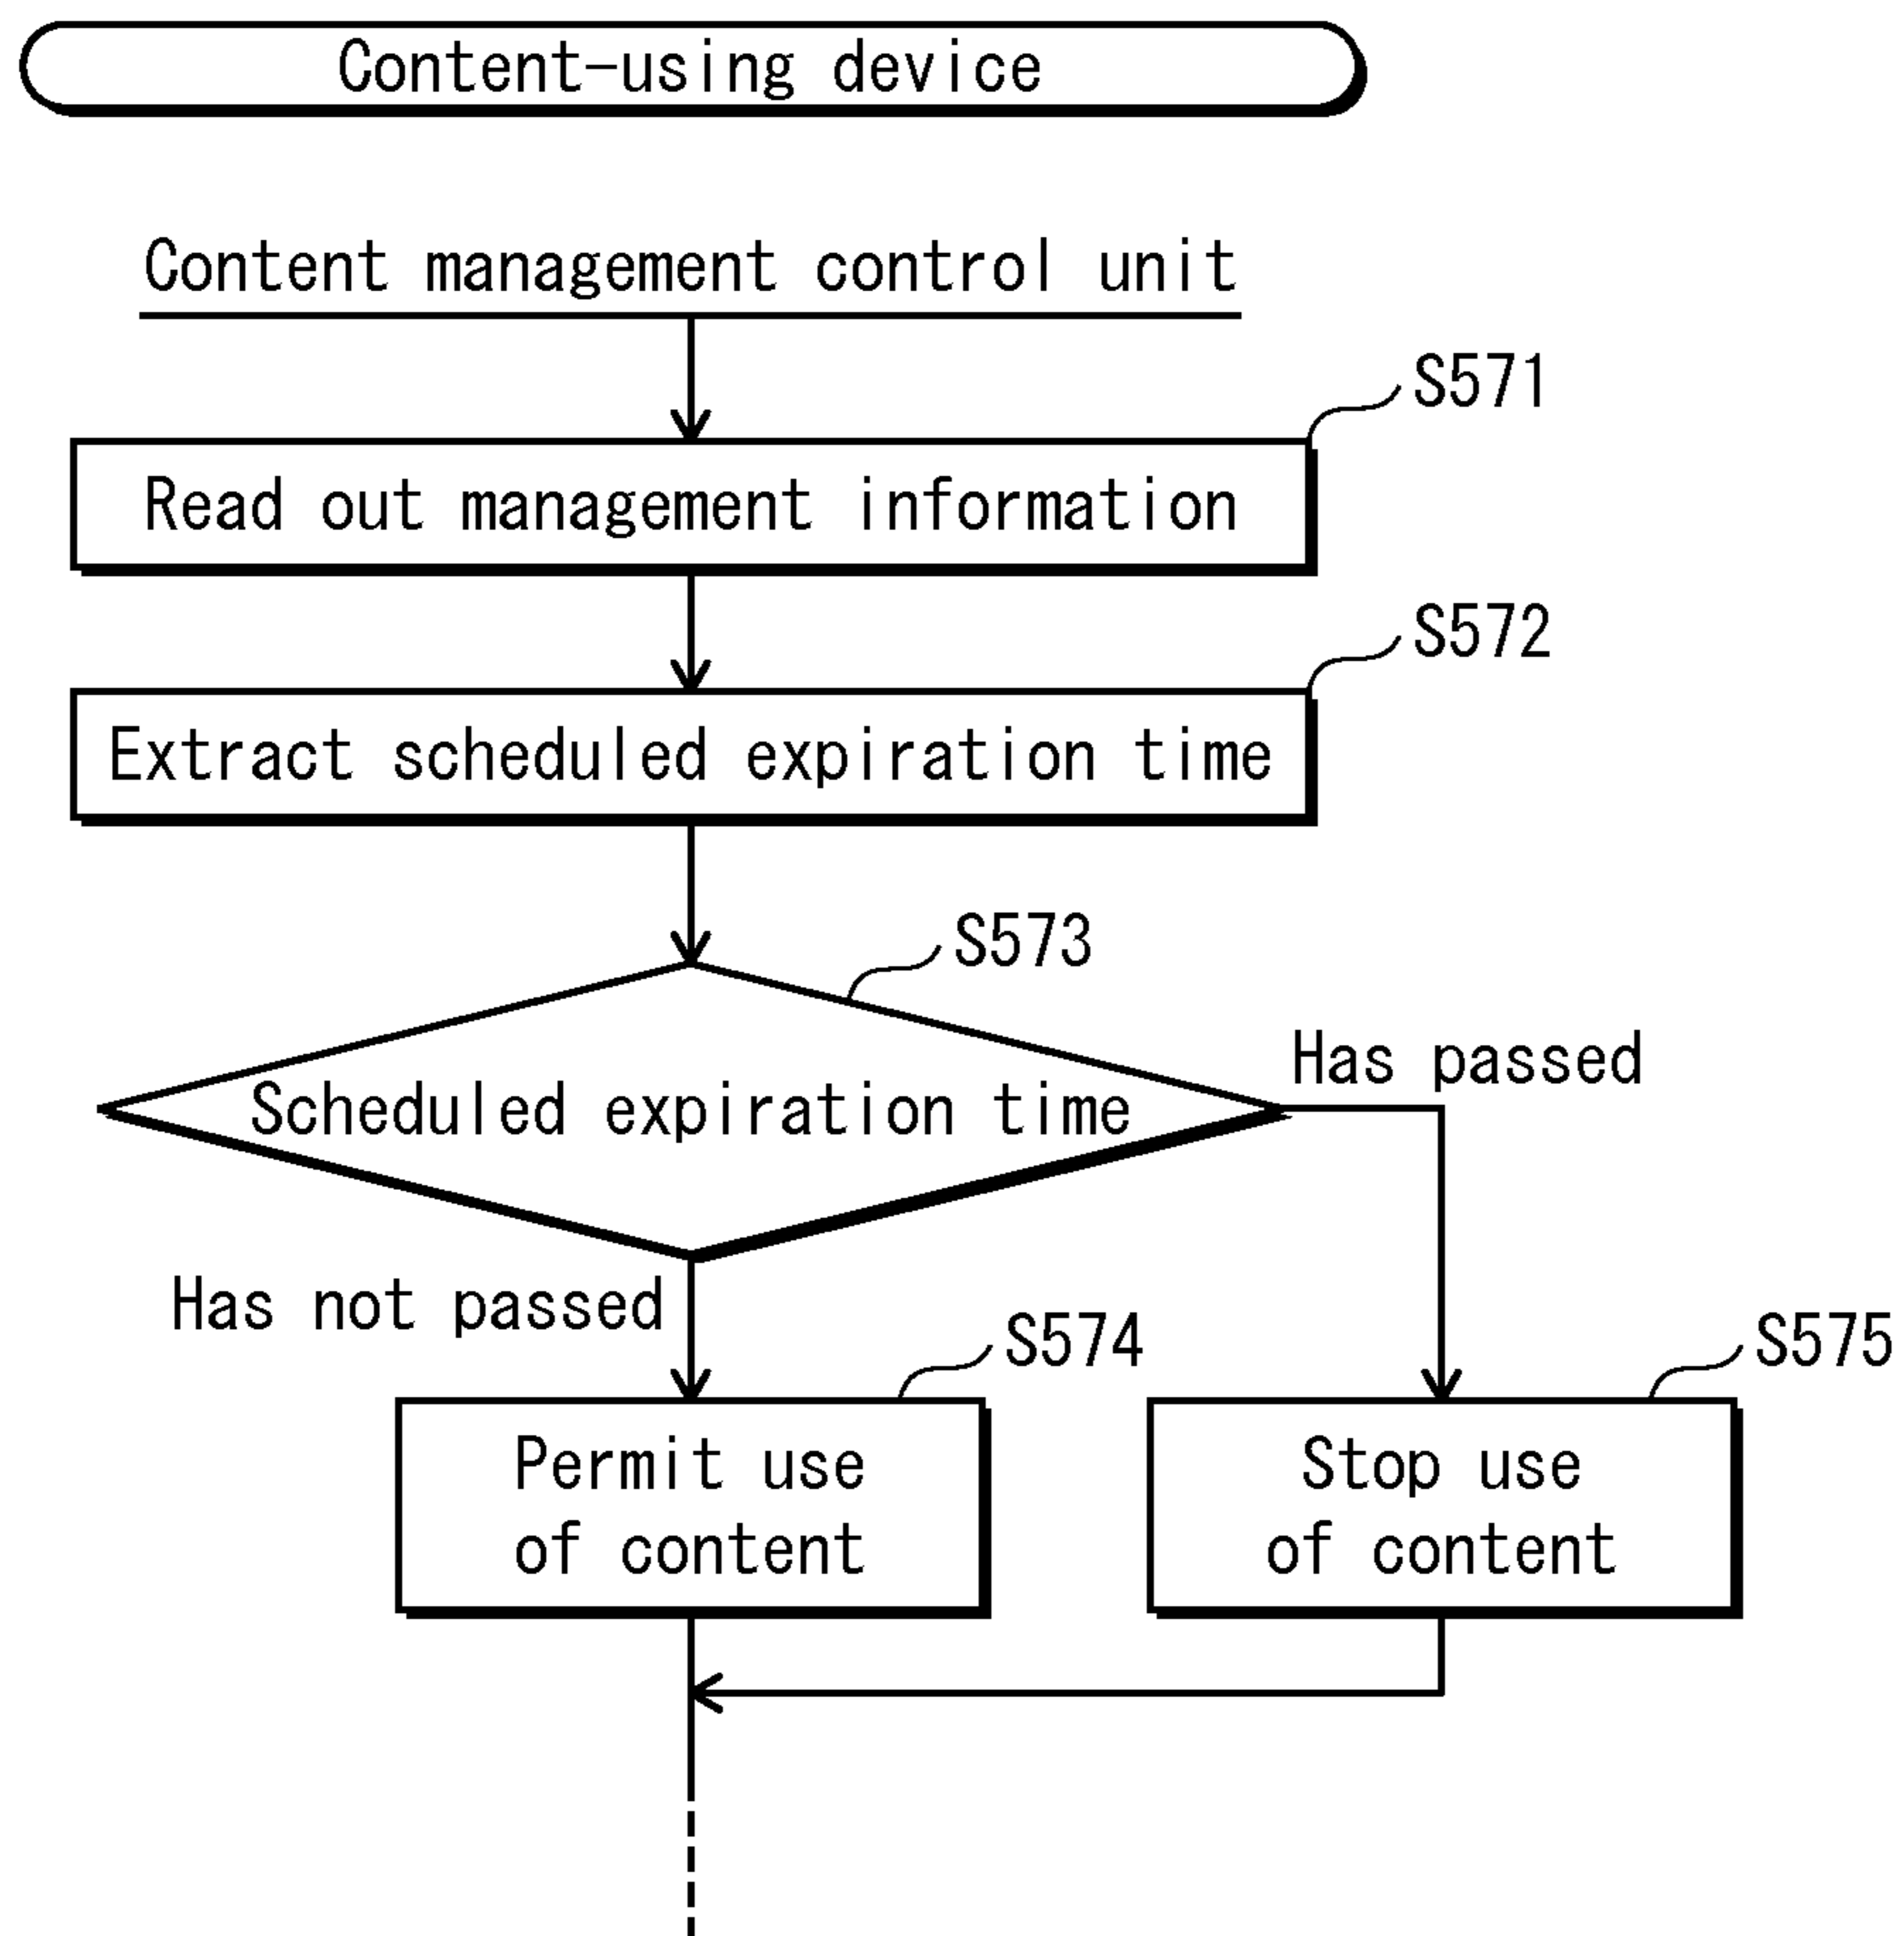 Content-using device
Content management control unit
S571
Read out management information
S572
Extract scheduled expiration time
S573
Has passed
Scheduled expiration time
Has not passed
S574
S575
Permit use
of content
Stop use
of content